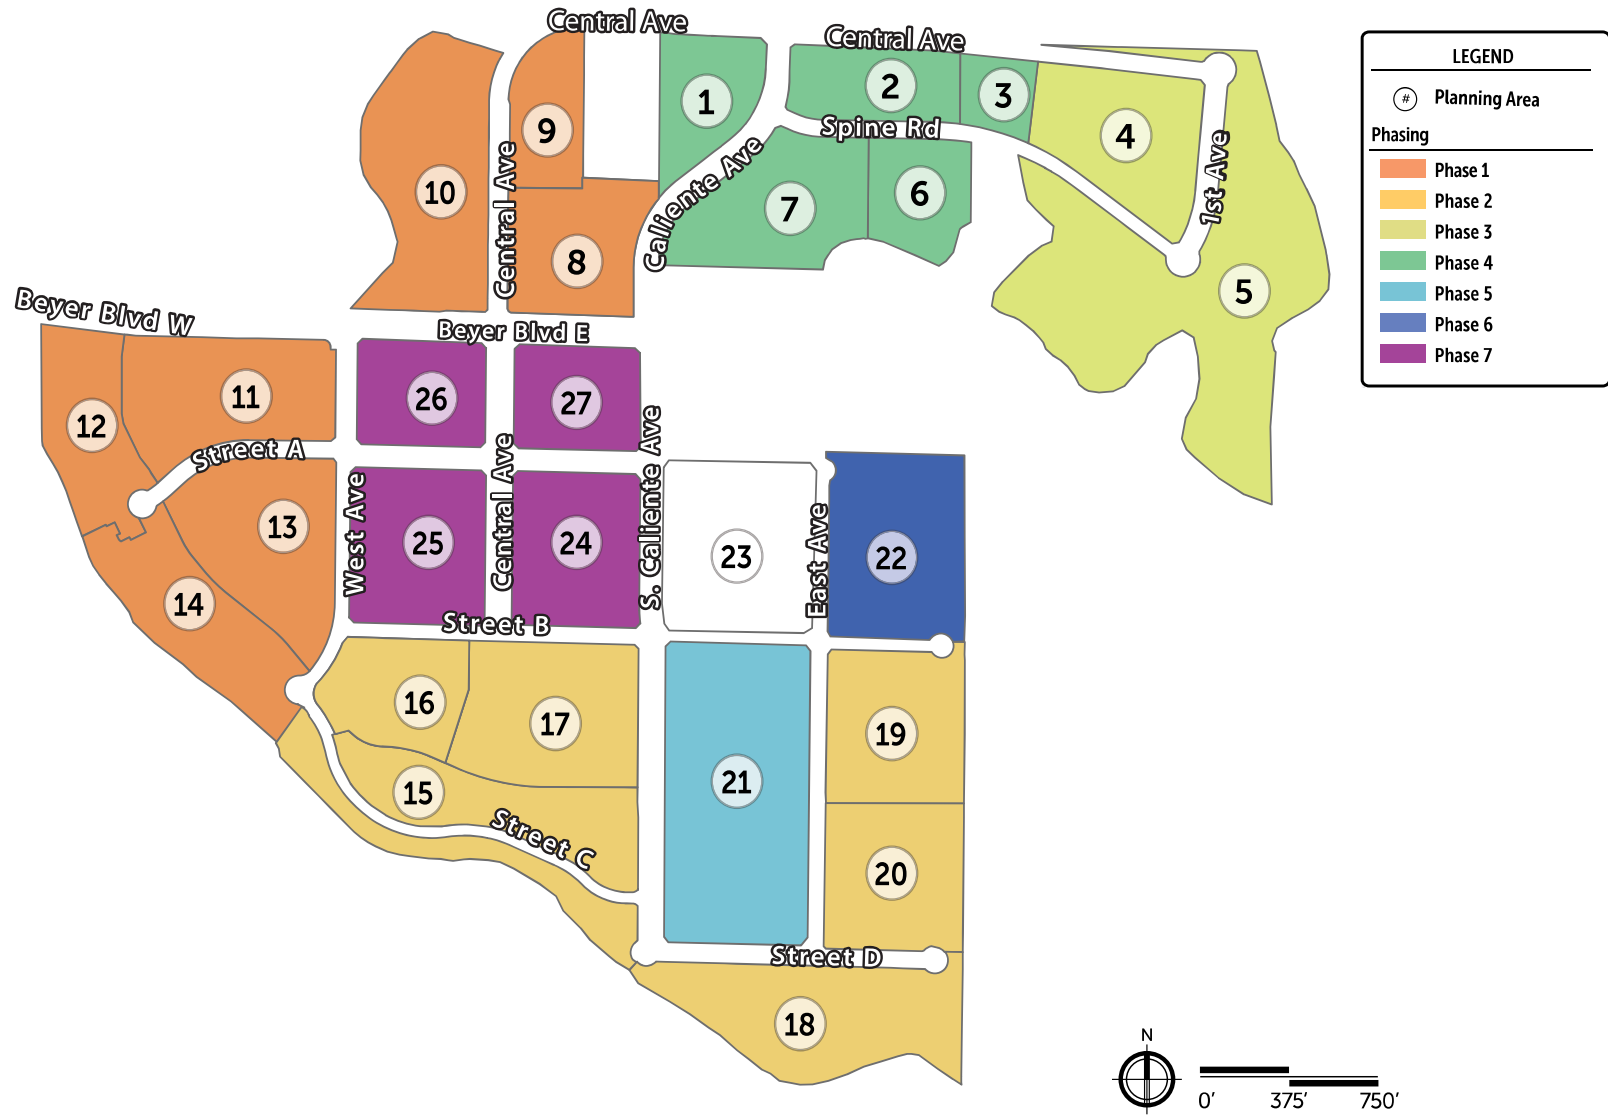 Central Ave
Central Ave
1
2
3
4
5
6
7
8
9
10
Spine Rd
1st Ave
Caliente Ave
Central Ave
Beyer Blvd W
Beyer Blvd E
11
12
13
14
Street A
26
27
25
24
West Ave
Central Ave
S. Caliente Ave
23
East Ave
22
Street B
16
17
15
Street C
21
19
20
Street D
18
LEGEND
# Planning Area
Phasing
Phase 1
Phase 2
Phase 3
Phase 4
Phase 5
Phase 6
Phase 7
N
0' 375' 750'